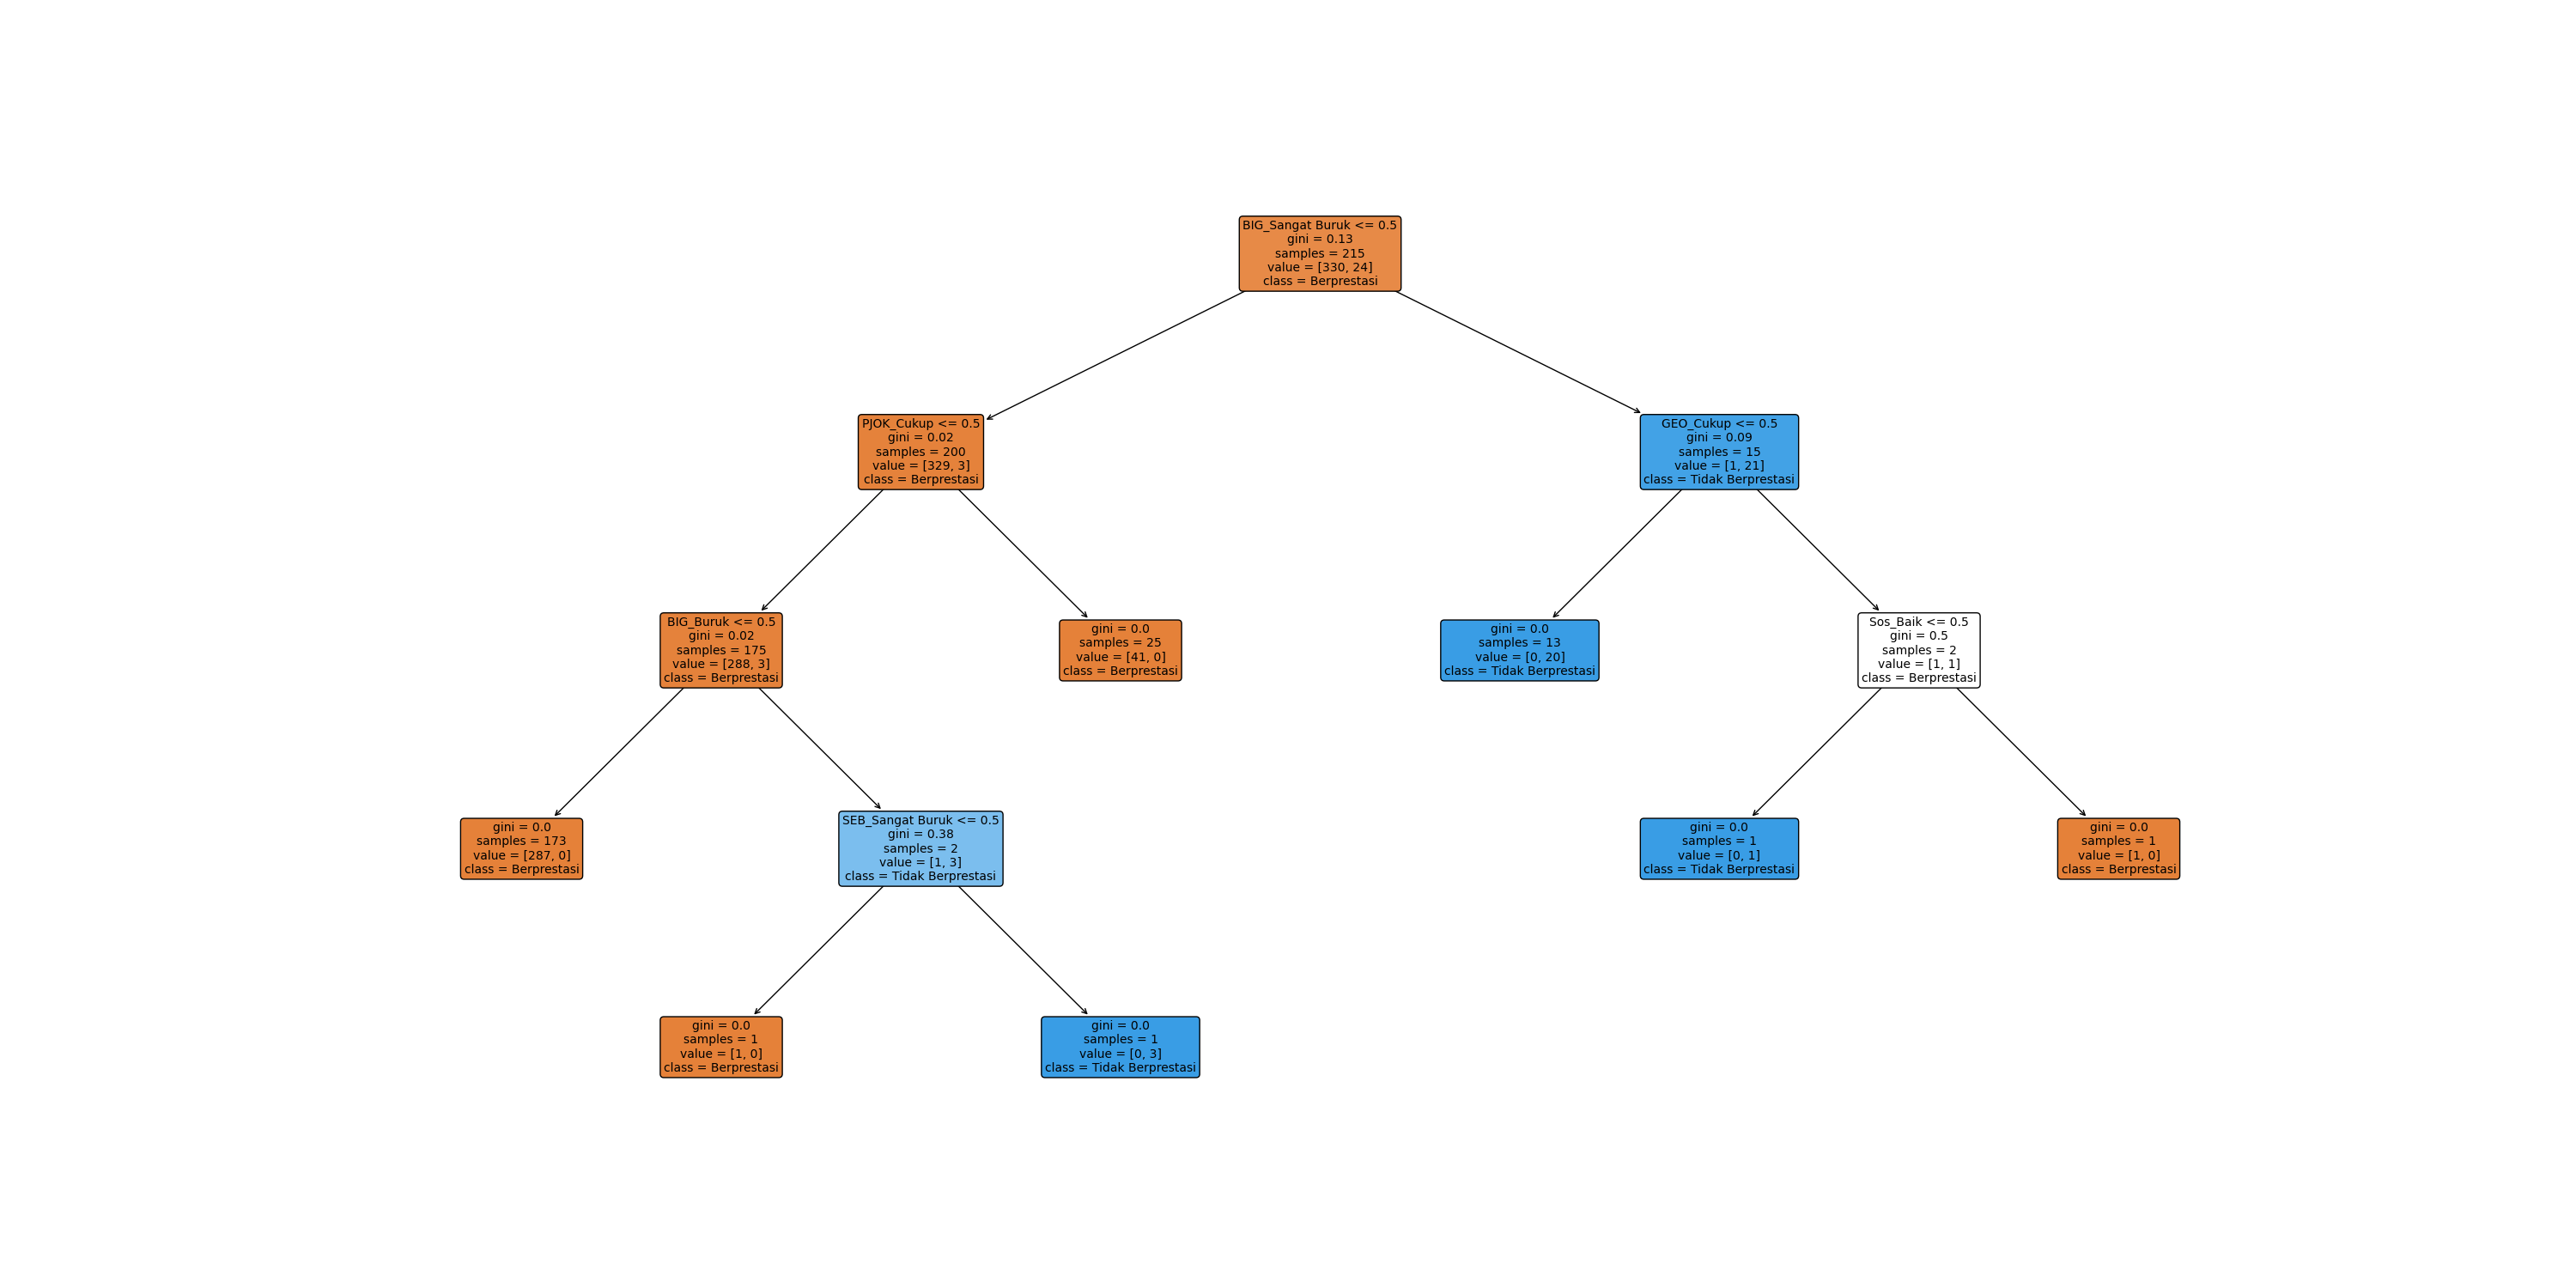 BIG_Sangat Buruk <= 0.5
gini = 0.13
samples = 215
value = [330, 24]
class = Berprestasi
PJOK_Cukup <= 0.5
gini = 0.02
samples = 200
value = [329, 3]
class = Berprestasi
GEO_Cukup <= 0.5
gini = 0.09
samples = 15
value = [1, 21]
class = Tidak Berprestasi
BIG_Buruk <= 0.5
gini = 0.02
samples = 175
value = [288, 3]
class = Berprestasi
gini = 0.0
samples = 25
value = [41, 0]
class = Berprestasi
gini = 0.0
samples = 13
value = [0, 20]
class = Tidak Berprestasi
Sos_Baik <= 0.5
gini = 0.5
samples = 2
value = [1, 1]
class = Berprestasi
gini = 0.0
samples = 173
value = [287, 0]
class = Berprestasi
SEB_Sangat Buruk <= 0.5
gini = 0.38
samples = 2
value = [1, 3]
class = Tidak Berprestasi
gini = 0.0
samples = 1
value = [0, 1]
class = Tidak Berprestasi
gini = 0.0
samples = 1
value = [1, 0]
class = Berprestasi
gini = 0.0
samples = 1
value = [1, 0]
class = Berprestasi
gini = 0.0
samples = 1
value = [0, 3]
class = Tidak Berprestasi